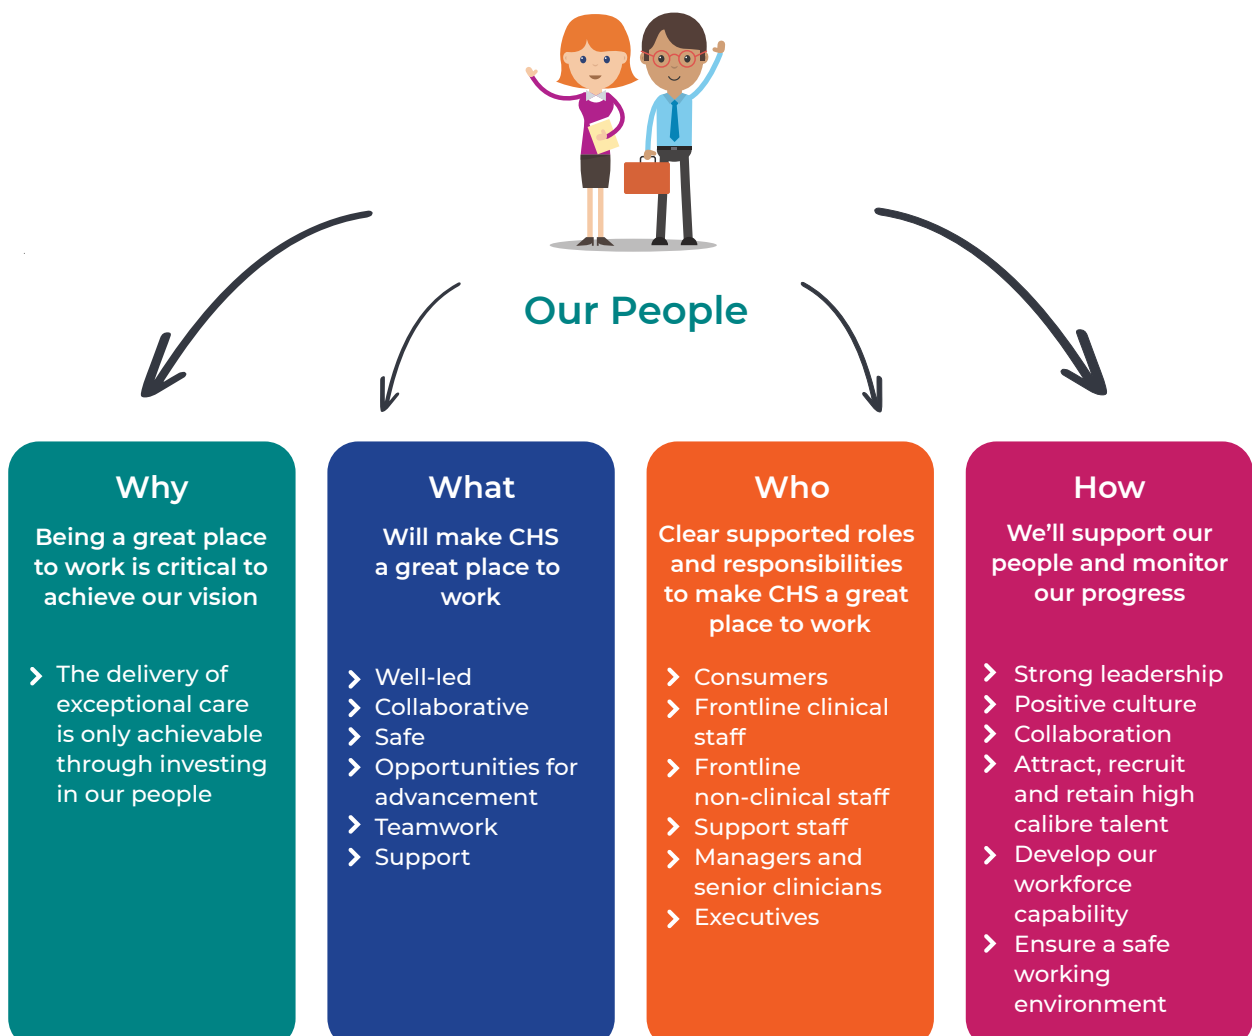 Our People
Why
Being a great place
to work is critical to
achieve our vision
The delivery of
exceptional care
is only achievable
through investing
in our people
What
Will make CHS
a great place to
work
Well-led
Collaborative
Safe
Opportunities for
advancement
Teamwork
Support
Who
Clear supported roles
and responsibilities
to make CHS a great
place to work
Consumers
Frontline clinical
staff
Frontline
non-clinical staff
Support staff
Managers and
senior clinicians
Executives
How
We’ll support our
people and monitor
our progress
Strong leadership
Positive culture
Collaboration
Attract, recruit
and retain high
calibre talent
Develop our
workforce
capability
Ensure a safe
working
environment